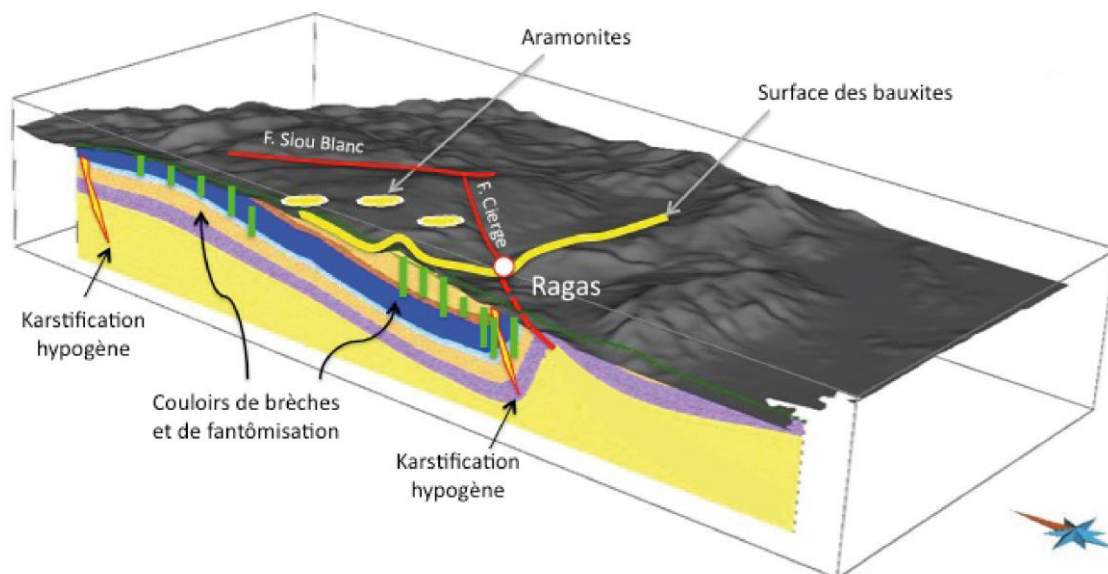 Aramonites
Surface des bauxites
F. Siou Blanc
F. Cierge
Ragas
Karstification
hypogène
Couloirs de brèches
et de fantômisation
Karstification
hypogène